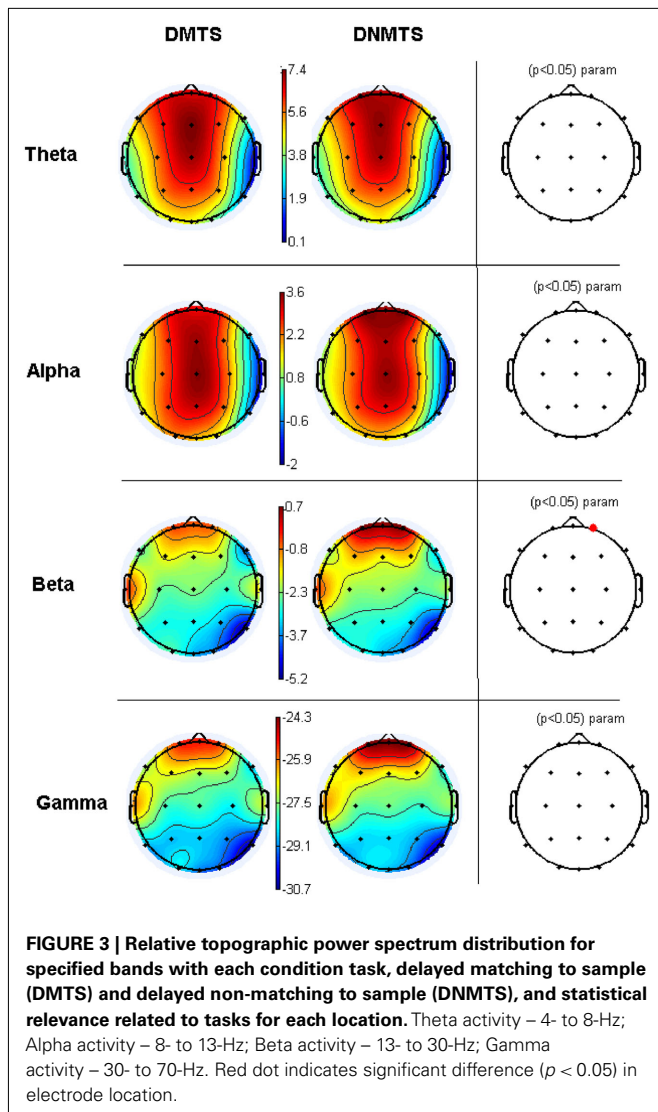 DMTS DNMTS
(p<0.05) param
Theta
7.4
5.6
3.8
1.9
0.1
(p<0.05) param
Alpha
3.6
2.2
0.8
-0.6
-2
(p<0.05) param
Beta
0.7
-0.8
-2.3
-3.7
-5.2
(p<0.05) param
Gamma
-24.3
-25.9
-27.5
-29.1
-30.7
FIGURE 3 | Relative topographic power spectrum distribution for
specified bands with each condition task, delayed matching to sample
(DMTS) and delayed non-matching to sample (DNMTS), and statistical
relevance related to tasks for each location. Theta activity – 4- to 8-Hz;
Alpha activity – 8- to 13-Hz; Beta activity – 13- to 30-Hz; Gamma
activity – 30- to 70-Hz. Red dot indicates significant difference (p < 0.05) in
electrode location.